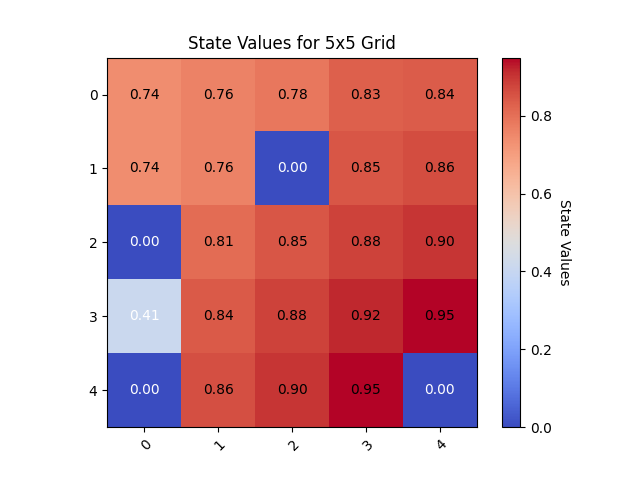 State Values for 5x5 Grid
0 0.74 0.76 0.78 0.83 0.84
1 0.74 0.76 0.00 0.85 0.86
2 0.00 0.81 0.85 0.88 0.90
3 0.41 0.84 0.88 0.92 0.95
4 0.00 0.86 0.90 0.95 0.00
0 1 2 3 4
0.8
0.6
0.4
0.2
0.0
State Values